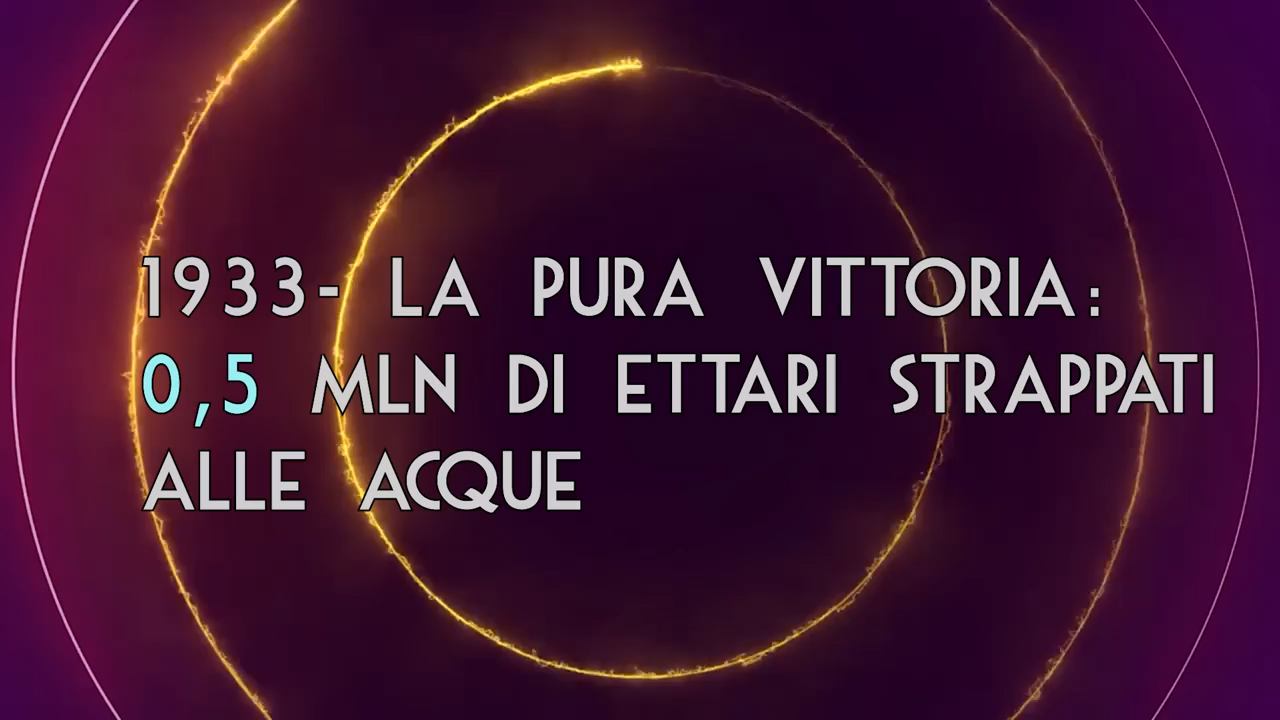 1933- LA PURA VITTORIA:
0,5 MLN DI ETTARI STRAPPATI
ALLE ACQUE